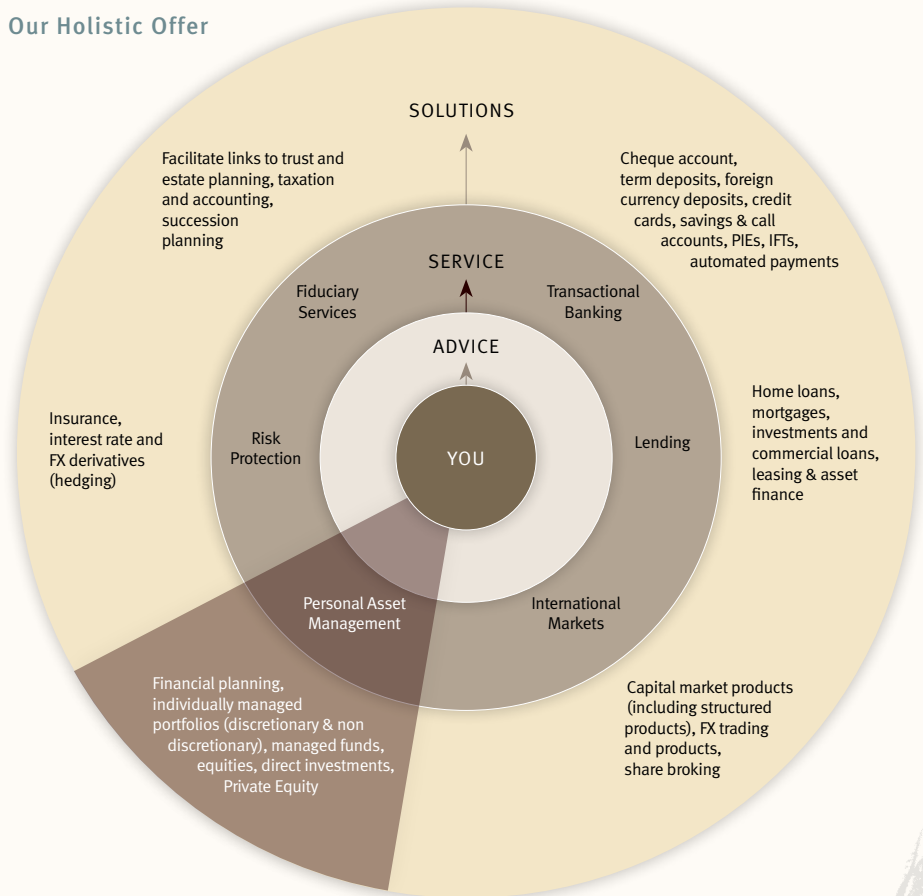 Our Holistic Offer
SOLUTIONS
Facilitate links to trust and
estate planning, taxation
and accounting,
succession
planning
Cheque account,
term deposits, foreign
currency deposits, credit
cards, savings & call
accounts, PIEs, IFTs,
automated payments
SERVICE
Fiduciary
Services
Transactional
Banking
ADVICE
Insurance,
interest rate and
FX derivatives
(hedging)
Risk
Protection
YOU
Lending
Home loans,
mortgages,
investments and
commercial loans,
leasing & asset
finance
Personal Asset
Management
International
Markets
Financial planning,
individually managed
portfolios (discretionary & non
discretionary), managed funds,
equities, direct investments,
Private Equity
Capital market products
(including structured
products), FX trading
and products,
share broking